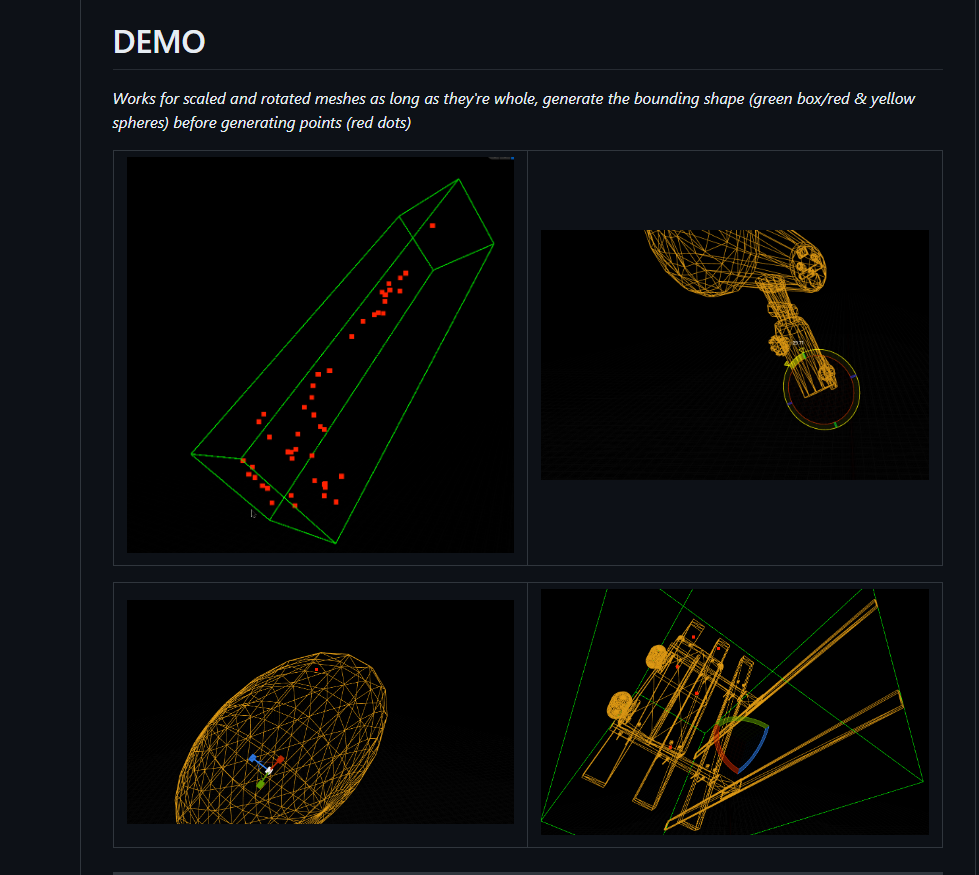 DEMO
Works for scaled and rotated meshes as long as they're whole, generate the bounding shape (green box/red & yellow
spheres) before generating points (red dots)